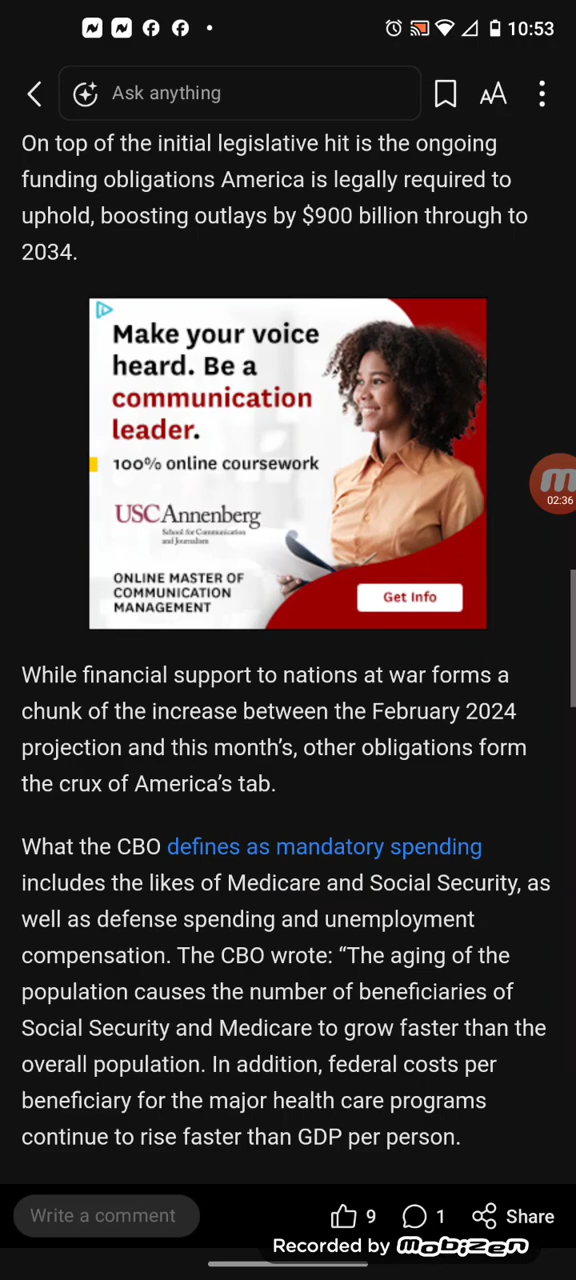 10:53
Ask anything
AA
On top of the initial legislative hit is the ongoing
funding obligations America is legally required to
uphold, boosting outlays by $900 billion through to
2034.
Make your voice
heard. Be a
communication
leader.
100% online coursework
USC Annenberg
School for Communication
and Journalism
ONLINE MASTER OF
COMMUNICATION
MANAGEMENT
Get Info
02:36
While financial support to nations at war forms a
chunk of the increase between the February 2024
projection and this month’s, other obligations form
the crux of America’s tab.
What the CBO defines as mandatory spending
includes the likes of Medicare and Social Security, as
well as defense spending and unemployment
compensation. The CBO wrote: “The aging of the
population causes the number of beneficiaries of
Social Security and Medicare to grow faster than the
overall population. In addition, federal costs per
beneficiary for the major health care programs
continue to rise faster than GDP per person.
Write a comment
9
1
Share
Recorded by mobizen